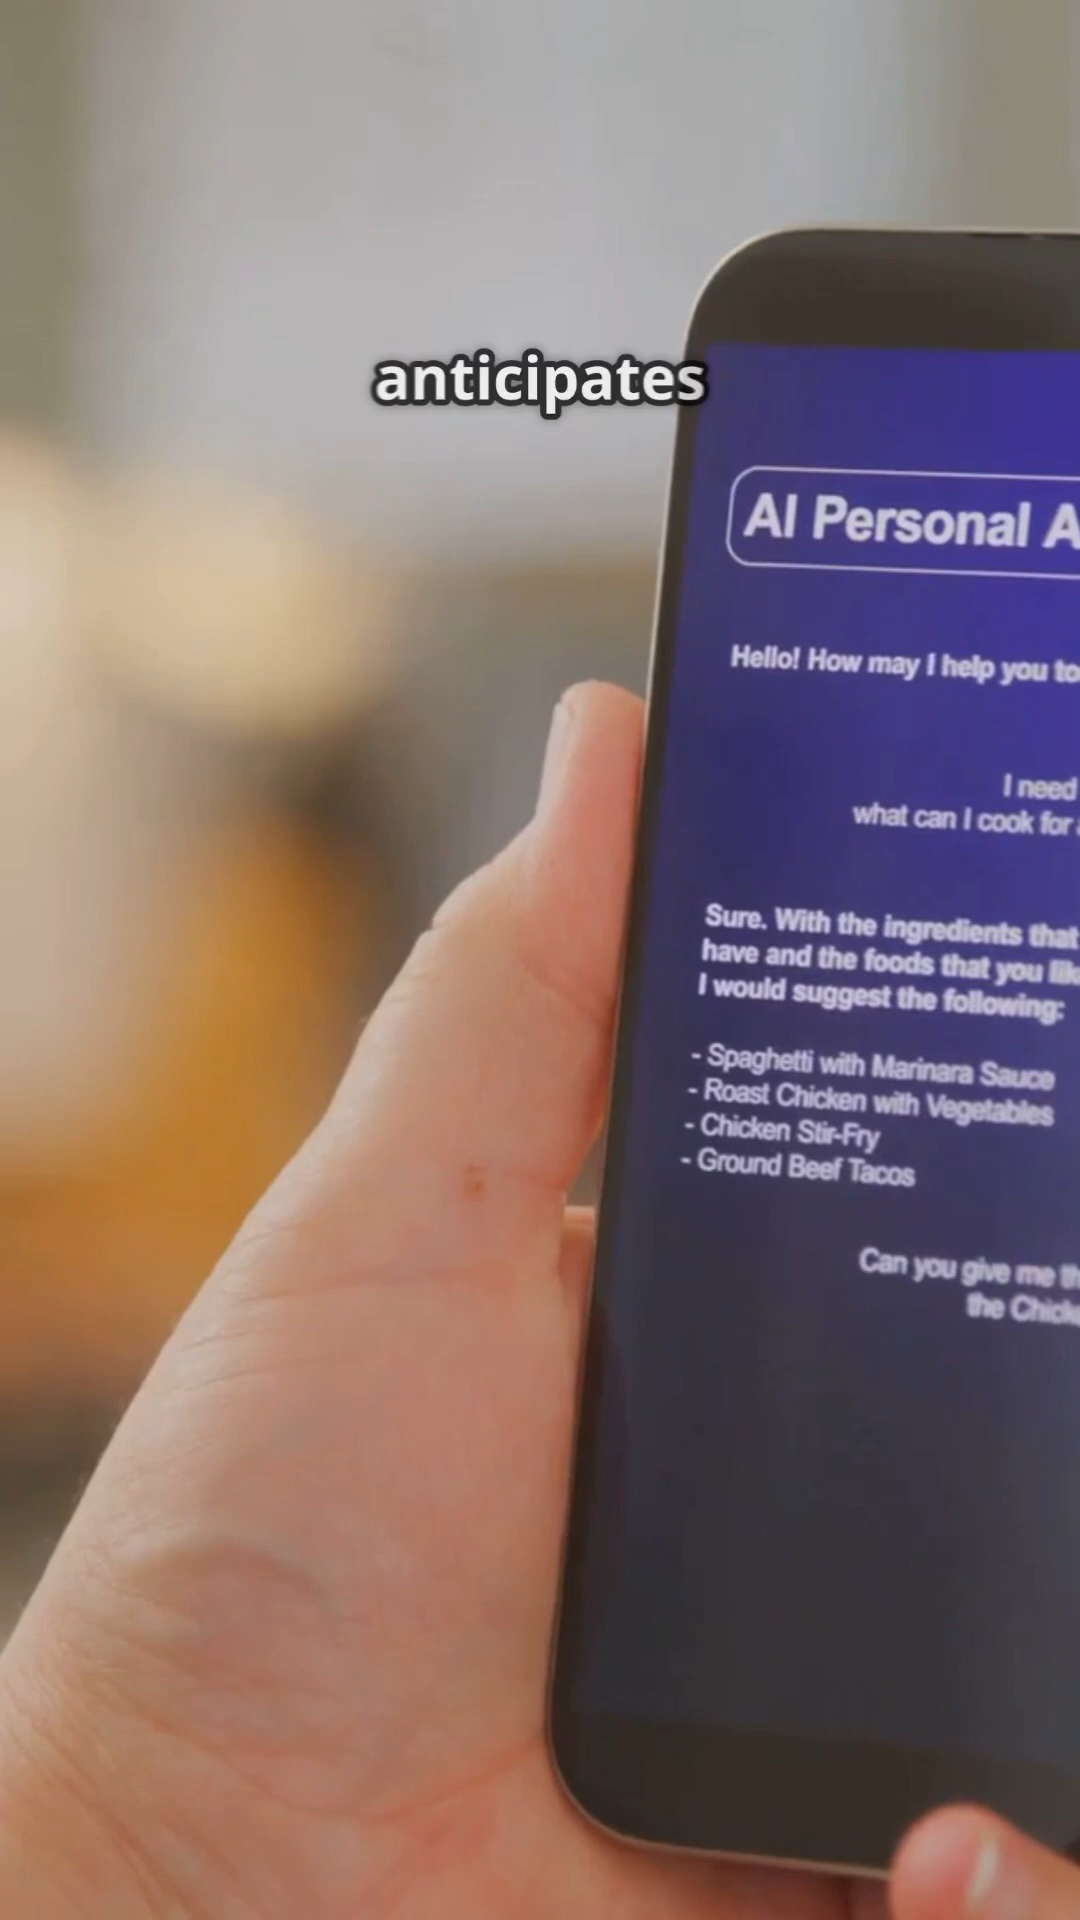 anticipates
AI Personal A
Hello! How may I help you to
I need
what can I cook for
Sure. With the ingredients that
have and the foods that you
I would suggest the following:
- Spaghetti with Marinara Sauce
- Roast Chicken with Vegetables
- Chicken Stir-Fry
- Ground Beef Tacos
Can you give me
the